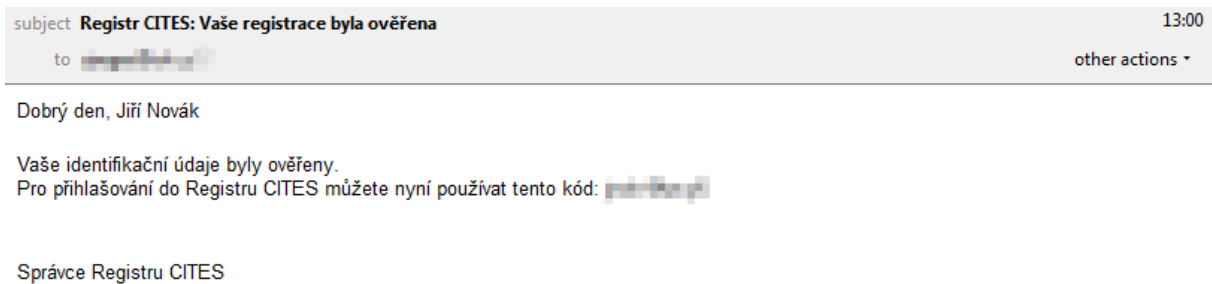 subject Registr CITES: Vaše registrace byla ověřena 13:00
to other actions
Dobrý den, Jiří Novák
Vaše identifikační údaje byly ověřeny.
Pro přihlašování do Registru CITES můžete nyní používat tento kód:
Správce Registru CITES